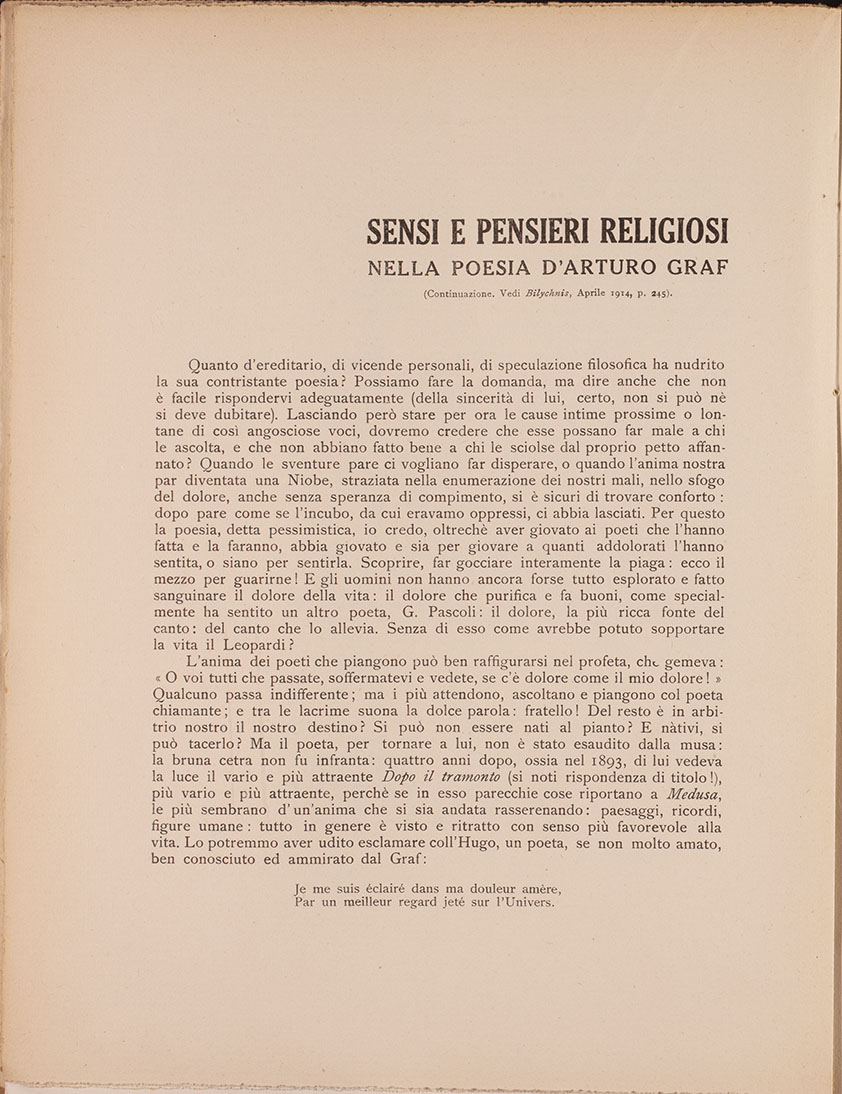 SENSI E PENSIERI RELIGIOSI
NELLA POESIA D'ARTURO GRAF
(Continuazione. Vedi Bilychnis, Aprile 1914, p. 245).
Quanto d'ereditario, di vicende personali, di speculazione filosofica ha nudrito
la sua contristante poesia? Possiamo fare la domanda, ma dire anche che non
è facile rispondervi adeguatamente (della sincerità di lui, certo, non si può nè
si deve dubitare). Lasciando però stare per ora le cause intime prossime o lon-
tane di così angosciose voci, dovremo credere che esse possano far male a chi
le ascolta, e che non abbiano fatto bene a chi le sciolse dal proprio petto affan-
nato? Quando le sventure pare ci vogliano far disperare, o quando l'anima nostra
par diventata una Niobe, straziata nella enumerazione dei nostri mali, nello sfogo
del dolore, anche senza speranza di compimento, si è sicuri di trovare conforto:
dopo pare come se l'incubo, da cui eravamo oppressi, ci abbia lasciati. Per questo
la poesia, detta pessimistica, io credo, oltrechè aver giovato ai poeti che l'hanno
fatta e la faranno, abbia giovato e sia per giovare a quanti addolorati l'hanno
sentita, o siano per sentirla. Scoprire, far gocciare interamente la piaga: ecco il
mezzo per guarirne! E gli uomini non hanno ancora forse tutto esplorato e fatto
sanguinare il dolore della vita: il dolore che purifica e fa buoni, come special-
mente ha sentito un altro poeta, G. Pascoli: il dolore, la più ricca fonte del
canto: del canto che lo allevia. Senza di esso come avrebbe potuto sopportare
la vita il Leopardi?
L'anima dei poeti che piangono può ben raffigurarsi nel profeta, che gemeva:
« O voi tutti che passate, soffermatevi e vedete, se c'è dolore come il mio dolore! »
Qualcuno passa indifferente; ma i più attendono, ascoltano e piangono col poeta
chiamante; e tra le lacrime suona la dolce parola: fratello! Del resto è in arbi-
trio nostro il nostro destino? Si può non essere nati al pianto? E nàtivi, si
può tacerlo? Ma il poeta, per tornare a lui, non è stato esaudito dalla musa:
la bruna cetra non fu infranta: quattro anni dopo, ossia nel 1893, di lui vedeva
la luce il vario e più attraente Dopo il tramonto (si noti rispondenza di titolo!),
più vario e più attraente, perchè se in esso parecchie cose riportano a Medusa,
le più sembrano d'un'anima che si sia andata rasserenando: paesaggi, ricordi,
figure umane: tutto in genere è visto e ritratto con senso più favorevole alla
vita. Lo potremmo aver udito esclamare coll'Hugo, un poeta, se non molto amato,
ben conosciuto ed ammirato dal Graf:
Je me suis éclairé dans ma douleur amère,
Par un meilleur regard jeté sur l'Univers.